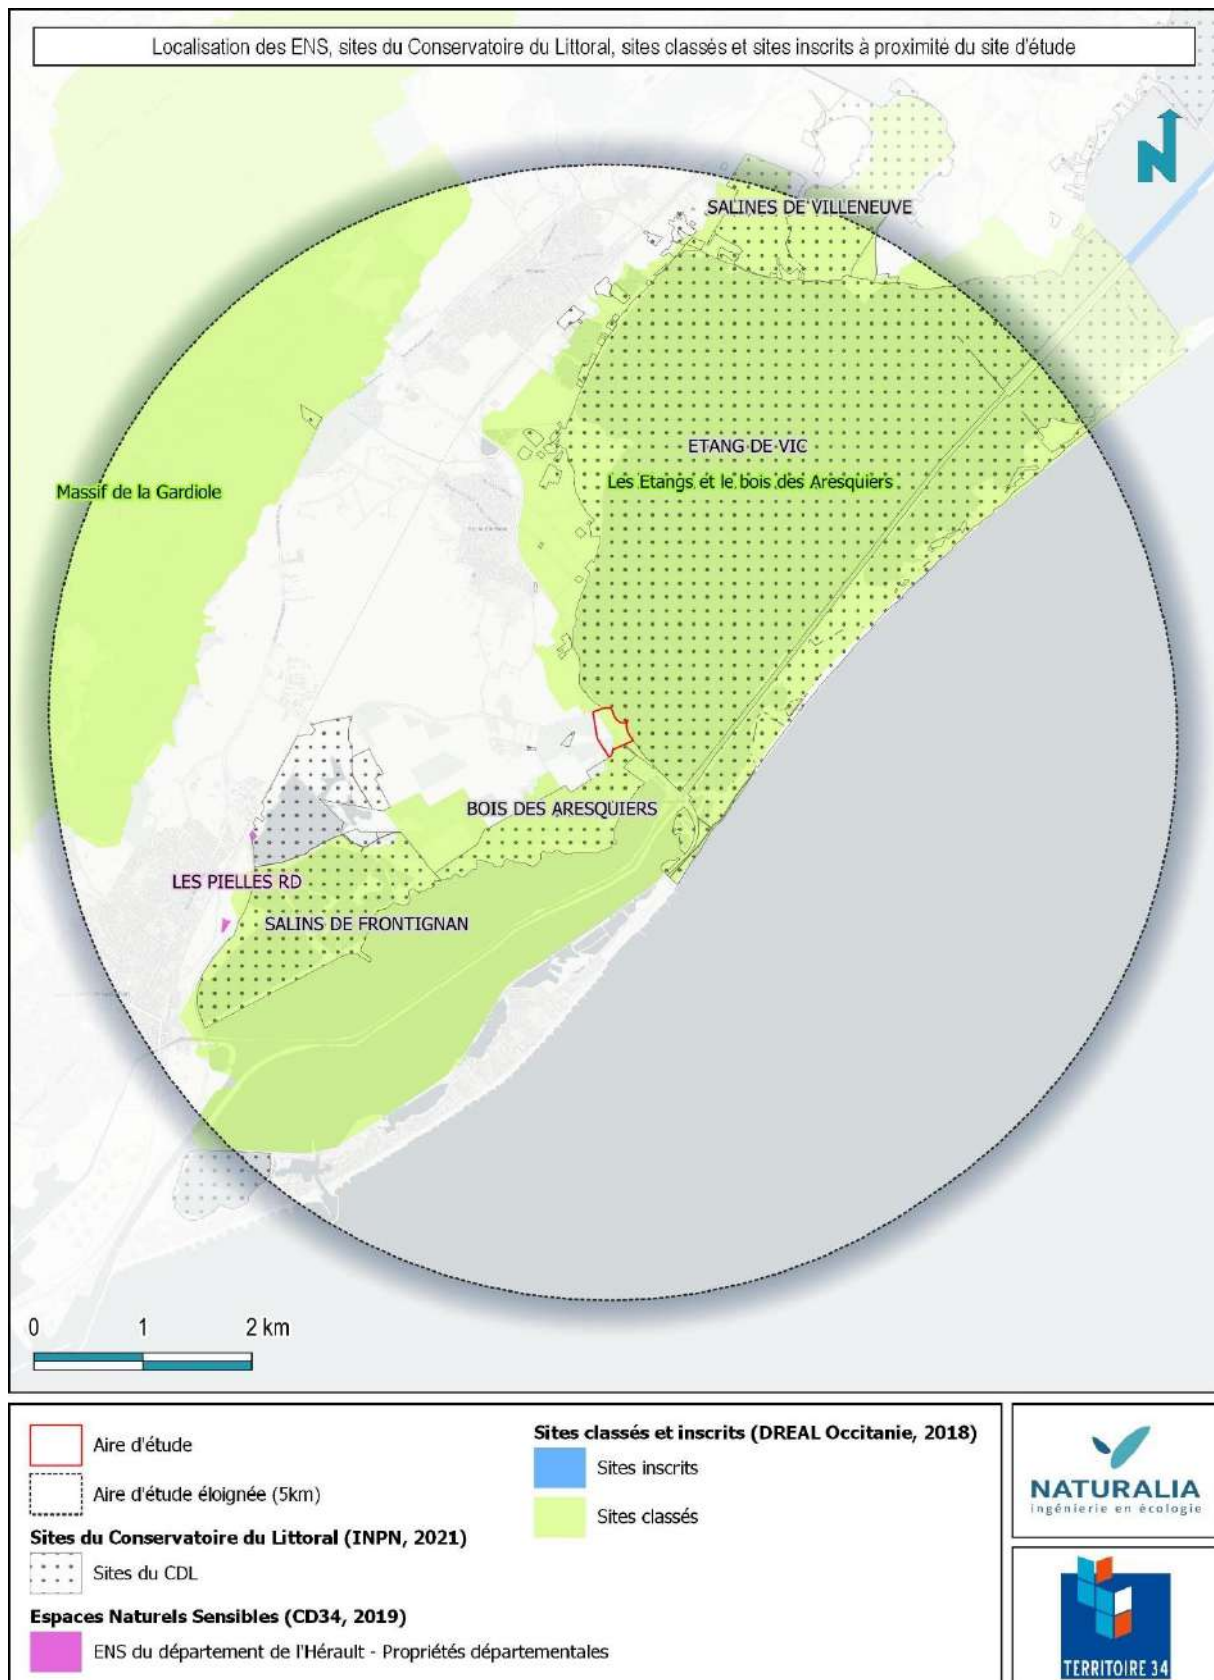 Localisation des ENS, sites du Conservatoire du Littoral, sites classés et sites inscrits à proximité du site d'étude
N
SALINES DE VILLENEUVE
ETANG DE VIC
Les Etangs et le bois des Aresquiers
Massif de la Gardiole
BOIS DES ARESQUIERS
LES PIELLES RD
SALINS DE FRONTIGNAN
0 1 2 km
Aire d'étude
Aire d'étude éloignée (5km)
Sites du Conservatoire du Littoral (INPN, 2021)
Sites du CDL
Espaces Naturels Sensibles (CD34, 2019)
ENS du département de l'Hérault - Propriétés départementales
Sites classés et inscrits (DREAL Occitanie, 2018)
Sites inscrits
Sites classés
NATURALIA
ingénierie en écologie
TERRITOIRE 34